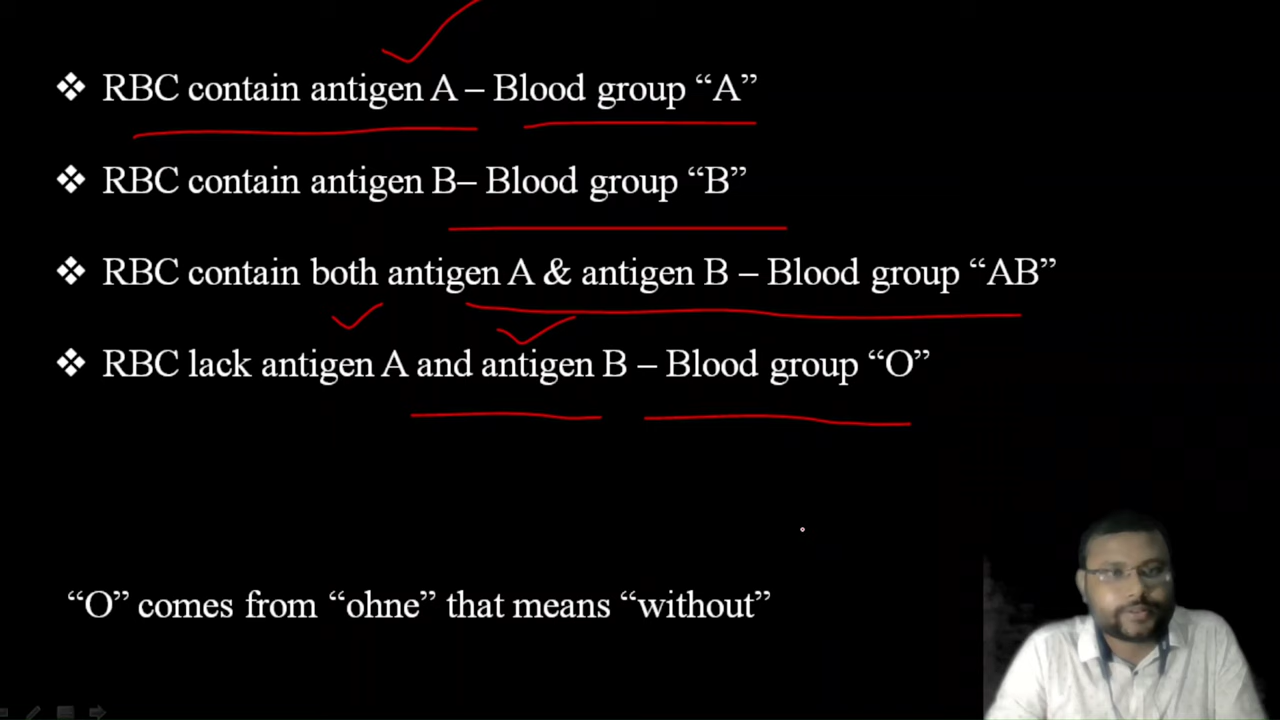 ❖ RBC contain antigen A – Blood group “A”
❖ RBC contain antigen B– Blood group “B”
❖ RBC contain both antigen A & antigen B – Blood group “AB”
❖ RBC lack antigen A and antigen B – Blood group “O”
“O” comes from “ohne” that means “without”